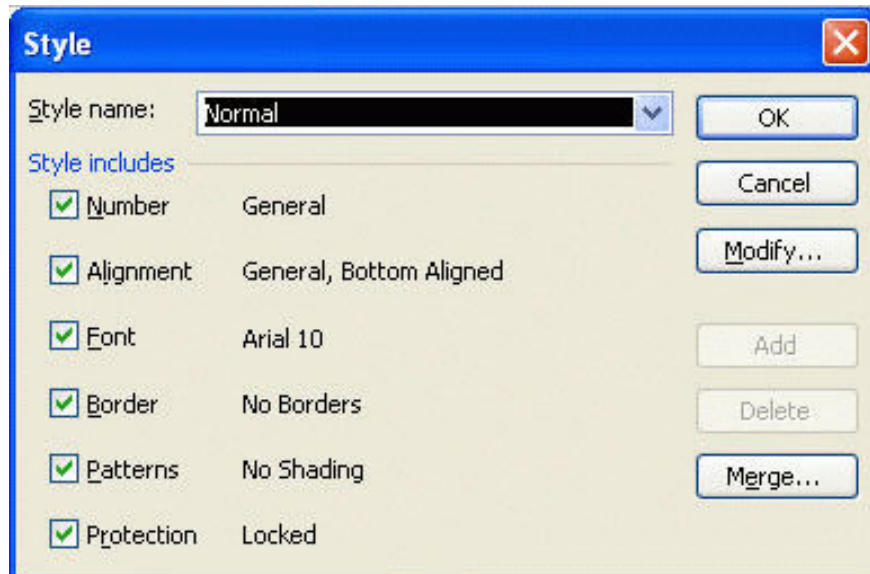 Style
Style name: Normal OK
Style includes
Cancel
Number General
Modify...
Alignment General, Bottom Aligned
Font Arial 10
Add
Border No Borders
Delete
Patterns No Shading
Merge...
Protection Locked